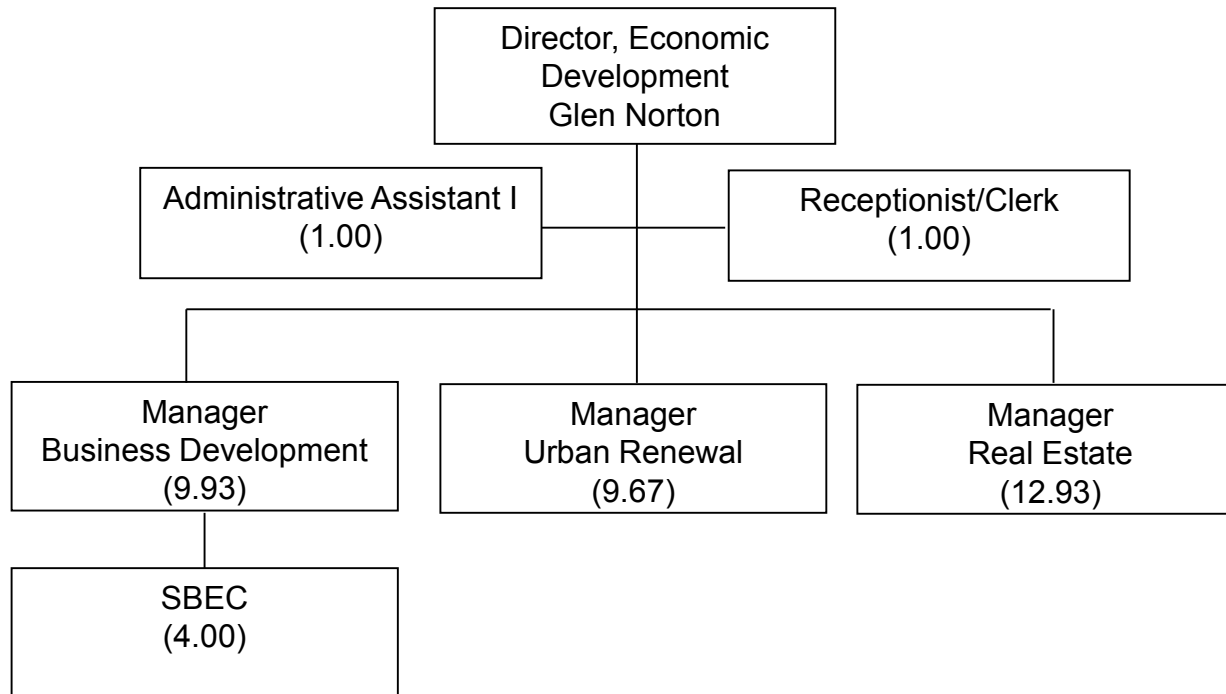 Director, Economic
Development
Glen Norton
Administrative Assistant I
(1.00)
Receptionist/Clerk
(1.00)
Manager
Business Development
(9.93)
Manager
Urban Renewal
(9.67)
Manager
Real Estate
(12.93)
SBEC
(4.00)